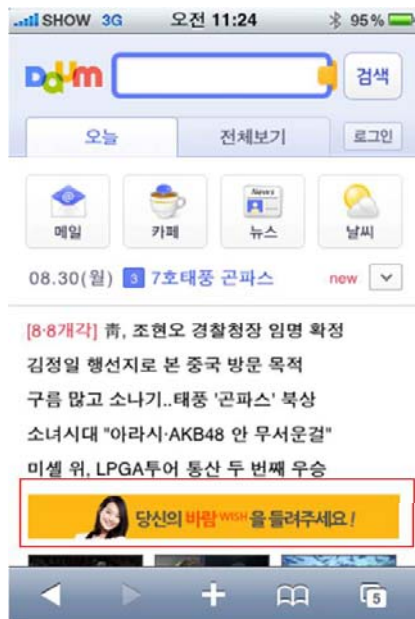 SHOW 3G 오전 11:24 95%
Daum 검색
오늘 전체보기 로그인
News
메일 카페 뉴스 날씨
08.30(월) 3 7호태풍 곤파스 new
[8·8개각] 靑, 조현오 경찰청장 임명 확정
김정일 행선지로 본 중국 방문 목적
구름 많고 소나기..태풍 '곤파스' 북상
소녀시대 "아라시·AKB48 안 무서운걸"
미셸 위, LPGA투어 통산 두 번째 우승
당신의 바람WISH을 들려주세요!
5